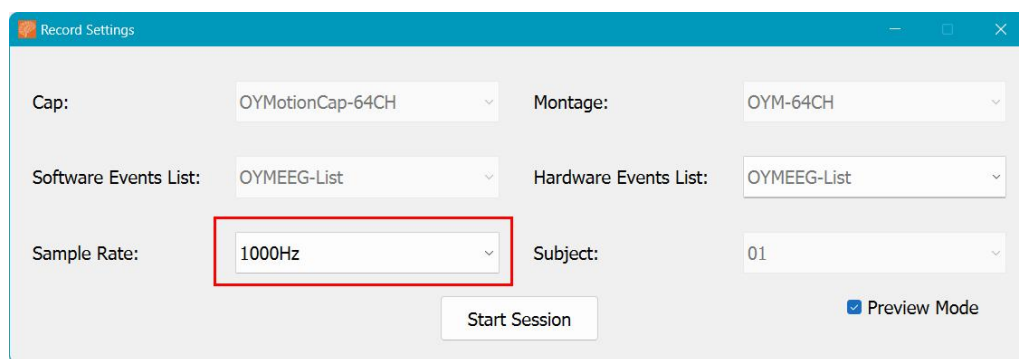 Record Settings
Cap: OYMotionCap-64CH Montage: OYM-64CH
Software Events List: OYMEEG-List Hardware Events List: OYMEEG-List
Sample Rate: 1000Hz Subject: 01
Start Session Preview Mode